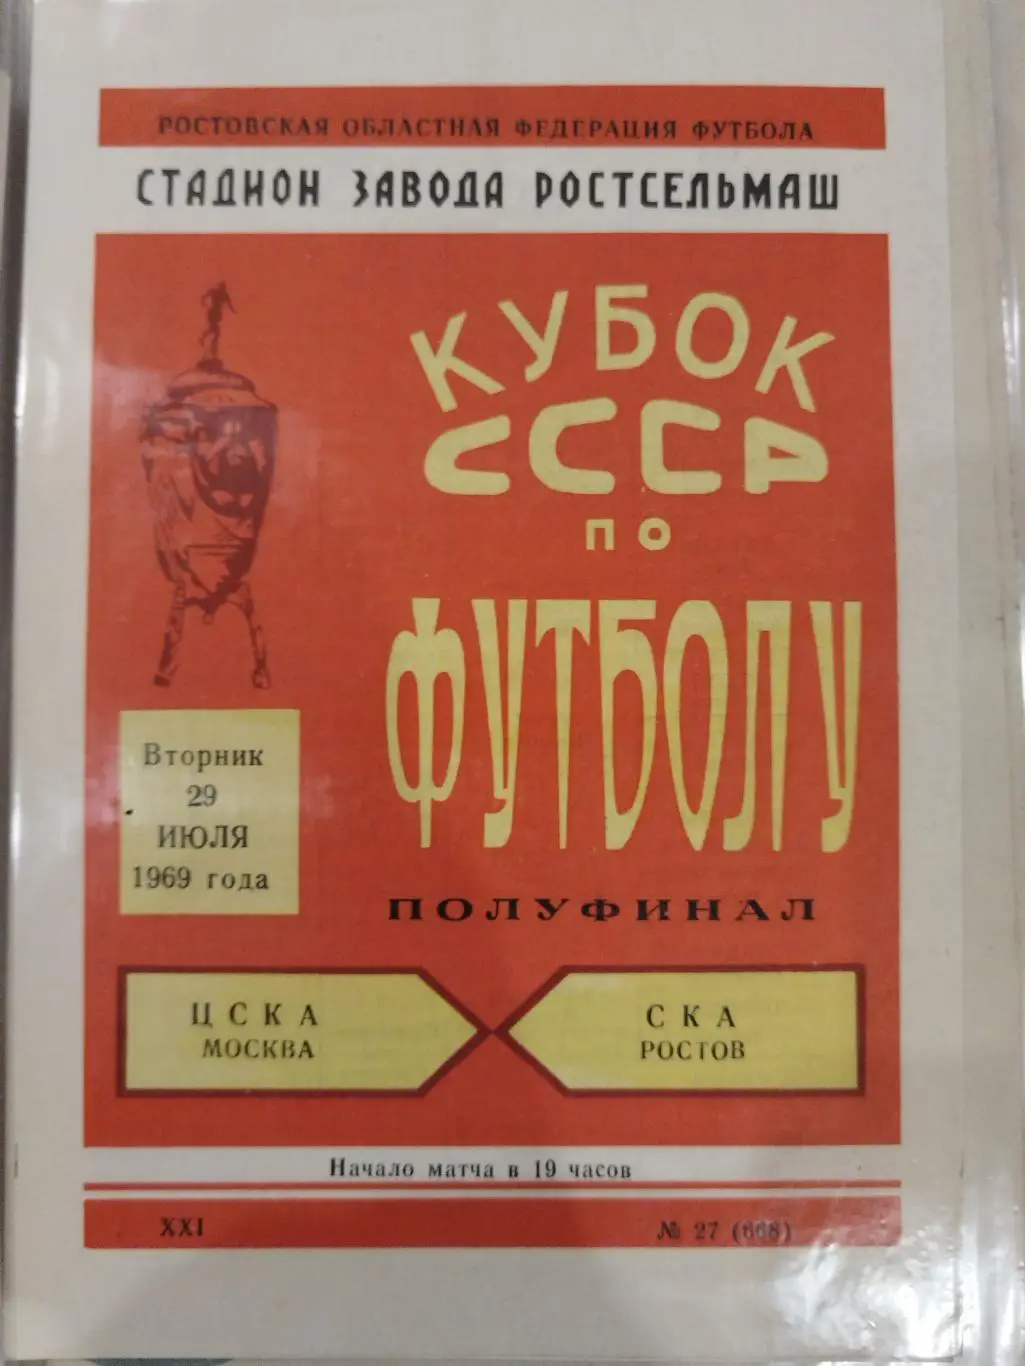 РОСТОВСКАЯ ОБЛАСТНАЯ ФЕДЕРАЦИЯ ФУТБОЛА
СТАДИОН ЗАВОДА РОСТСЕЛЬМАШ
КУБОК
СССР
ПО
ФУТБОЛУ
Вторник
29
ИЮЛЯ
1969 года
ПОЛУФИНАЛ
ЦСКА
МОСКВА
СКА
РОСТОВ
Начало матча в 19 часов
XXI
№ 27 (668)